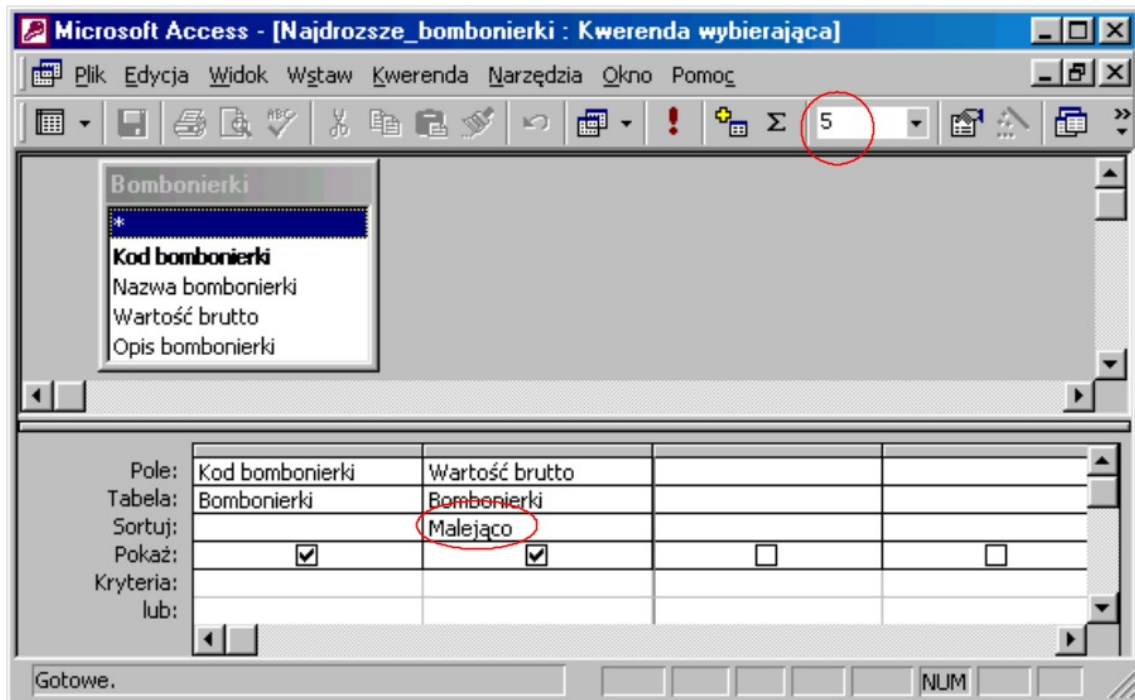 Microsoft Access - [Najdrozsze_bombonierki : Kwerenda wybierająca]
Plik Edycja Widok Wstaw Kwerenda Narzędzia Okno Pomoc
ABC Σ 5
Bombonierki
*
Kod bombonierki
Nazwa bombonierki
Wartość brutto
Opis bombonierki
Pole: Kod bombonierki Wartość brutto
Tabela: Bombonierki Bombonierki
Sortuj: Malejąco
Pokaż:
Kryteria:
lub:
Gotowe. NUM